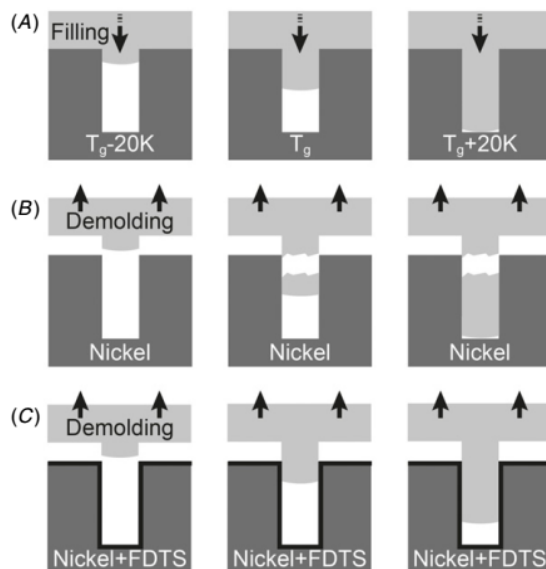 (A)
Filling
Tg-20K
Tg
Tg+20K
(B)
Demolding
Nickel
Nickel
Nickel
(C)
Demolding
Nickel+FDTS
Nickel+FDTS
Nickel+FDTS